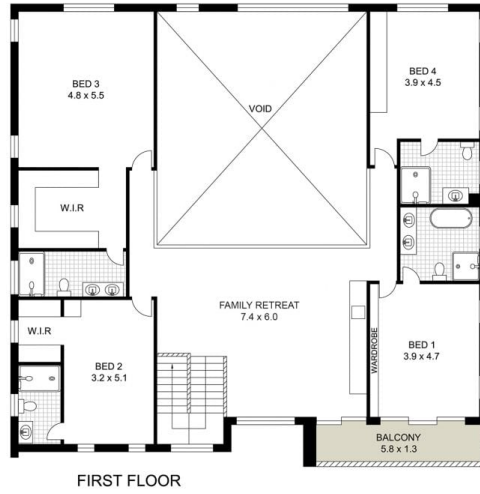 BED 3
4.8 x 5.5
VOID
BED 4
3.9 x 4.5
W.I.R
FAMILY RETREAT
7.4 x 6.0
W.I.R
BED 2
3.2 x 5.1
WARDROBE
BED 1
3.9 x 4.7
BALCONY
5.8 x 1.3
FIRST FLOOR